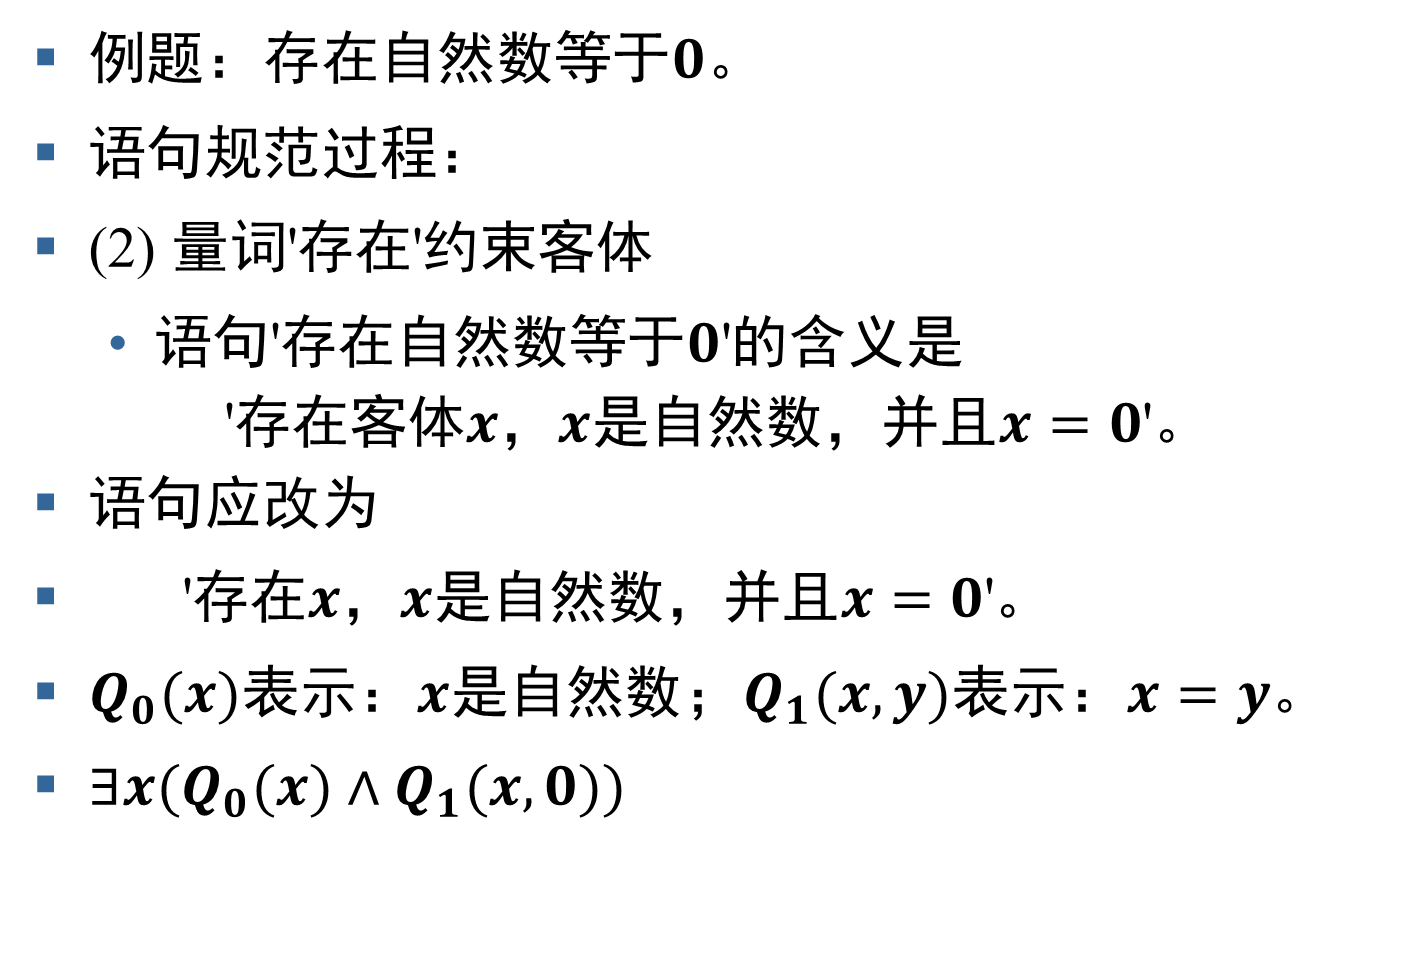 ▪ 例题：存在自然数等于0。
▪ 语句规范过程：
▪ (2) 量词'存在'约束客体
• 语句'存在自然数等于0'的含义是
'存在客体x，x是自然数，并且x = 0'。
▪ 语句应改为
▪ '存在x，x是自然数，并且x = 0'。
▪ Q₀(x)表示：x是自然数；Q₁(x,y)表示：x = y。
▪ ∃x(Q₀(x) ∧ Q₁(x,0))